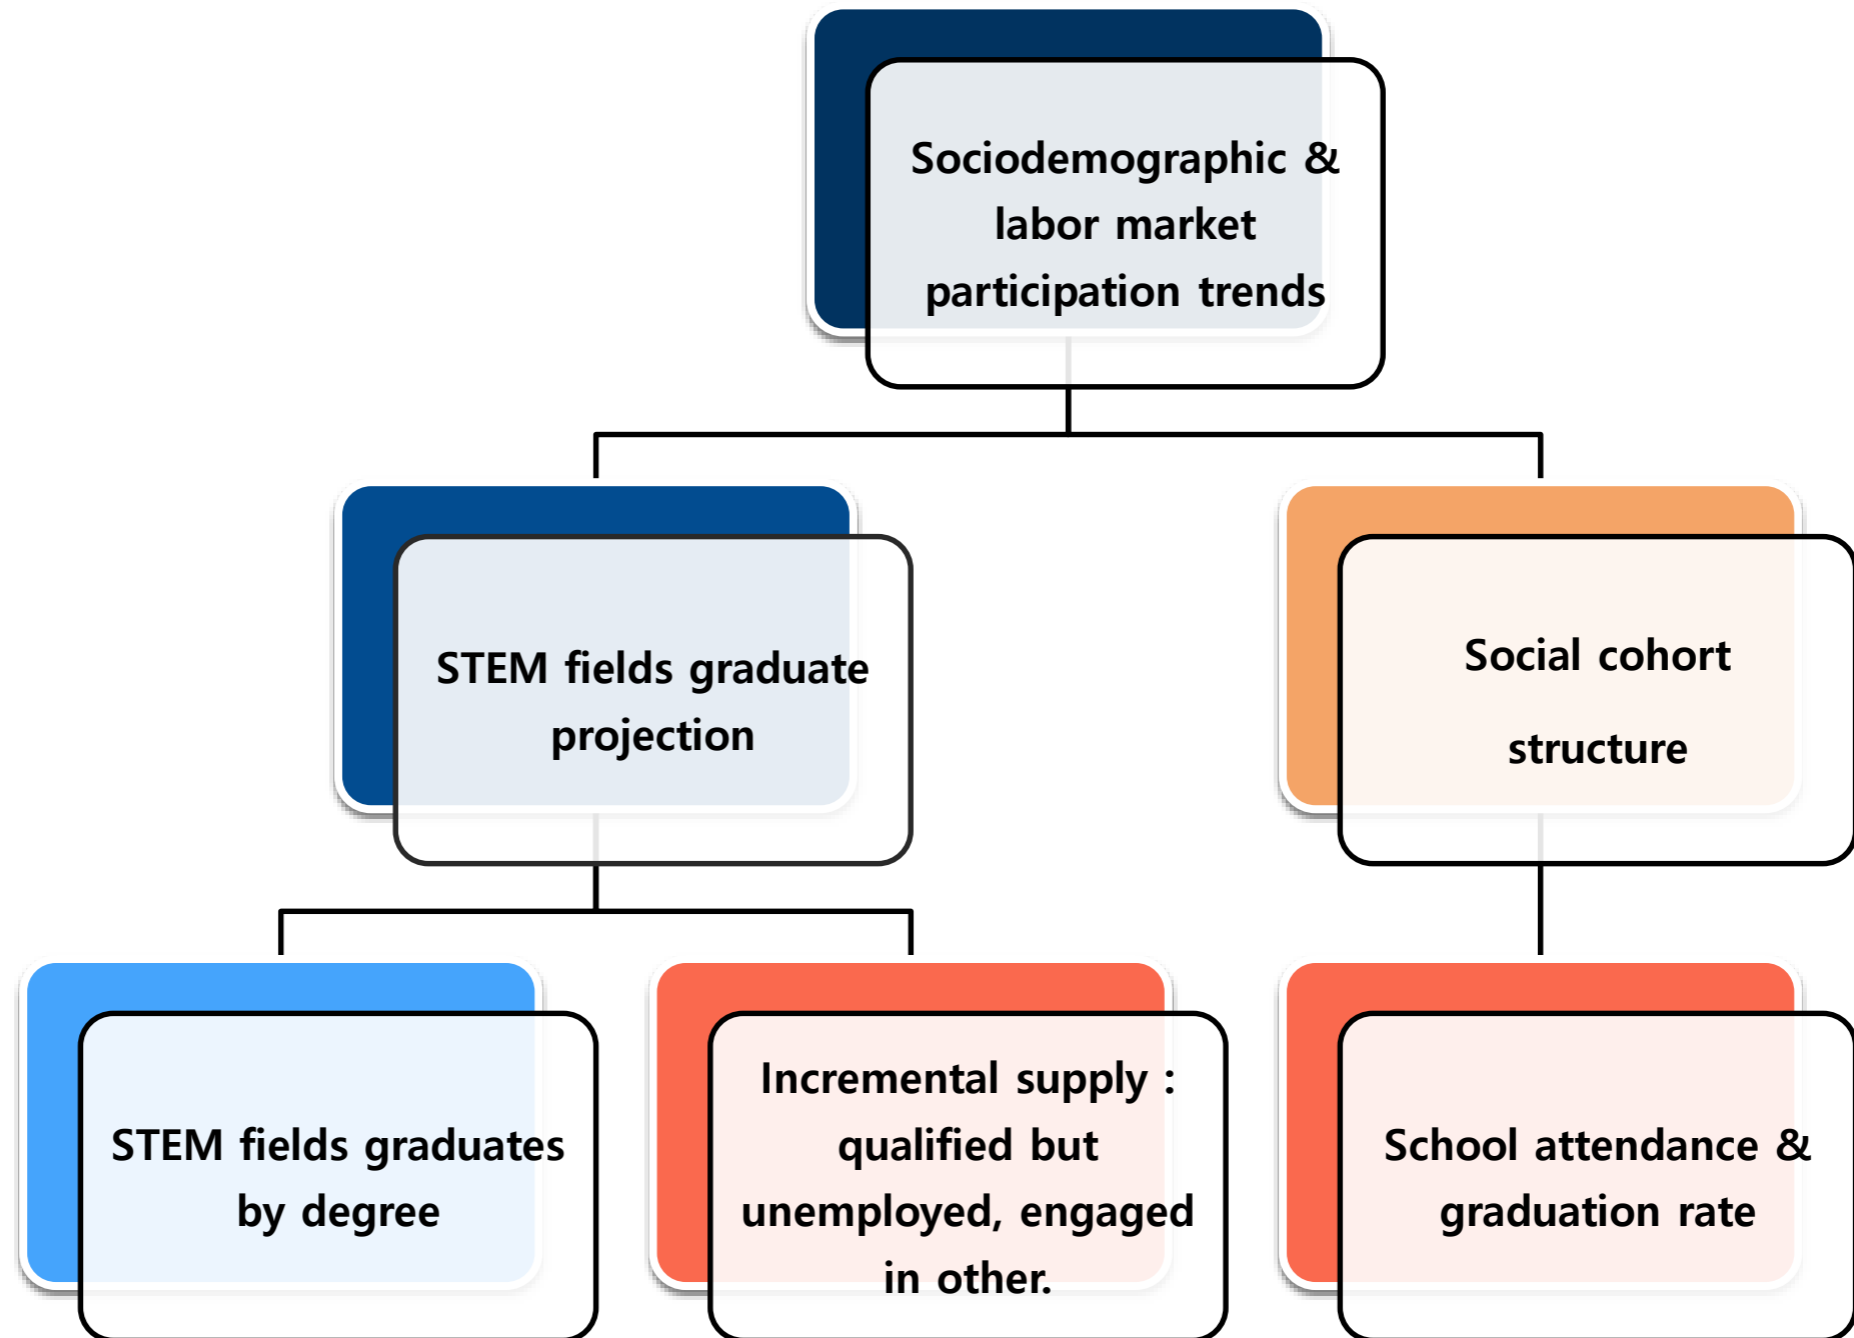 Sociodemographic &
labor market
participation trends
STEM fields graduate
projection
Social cohort
structure
STEM fields graduates
by degree
Incremental supply :
qualified but
unemployed, engaged
in other.
School attendance &
graduation rate